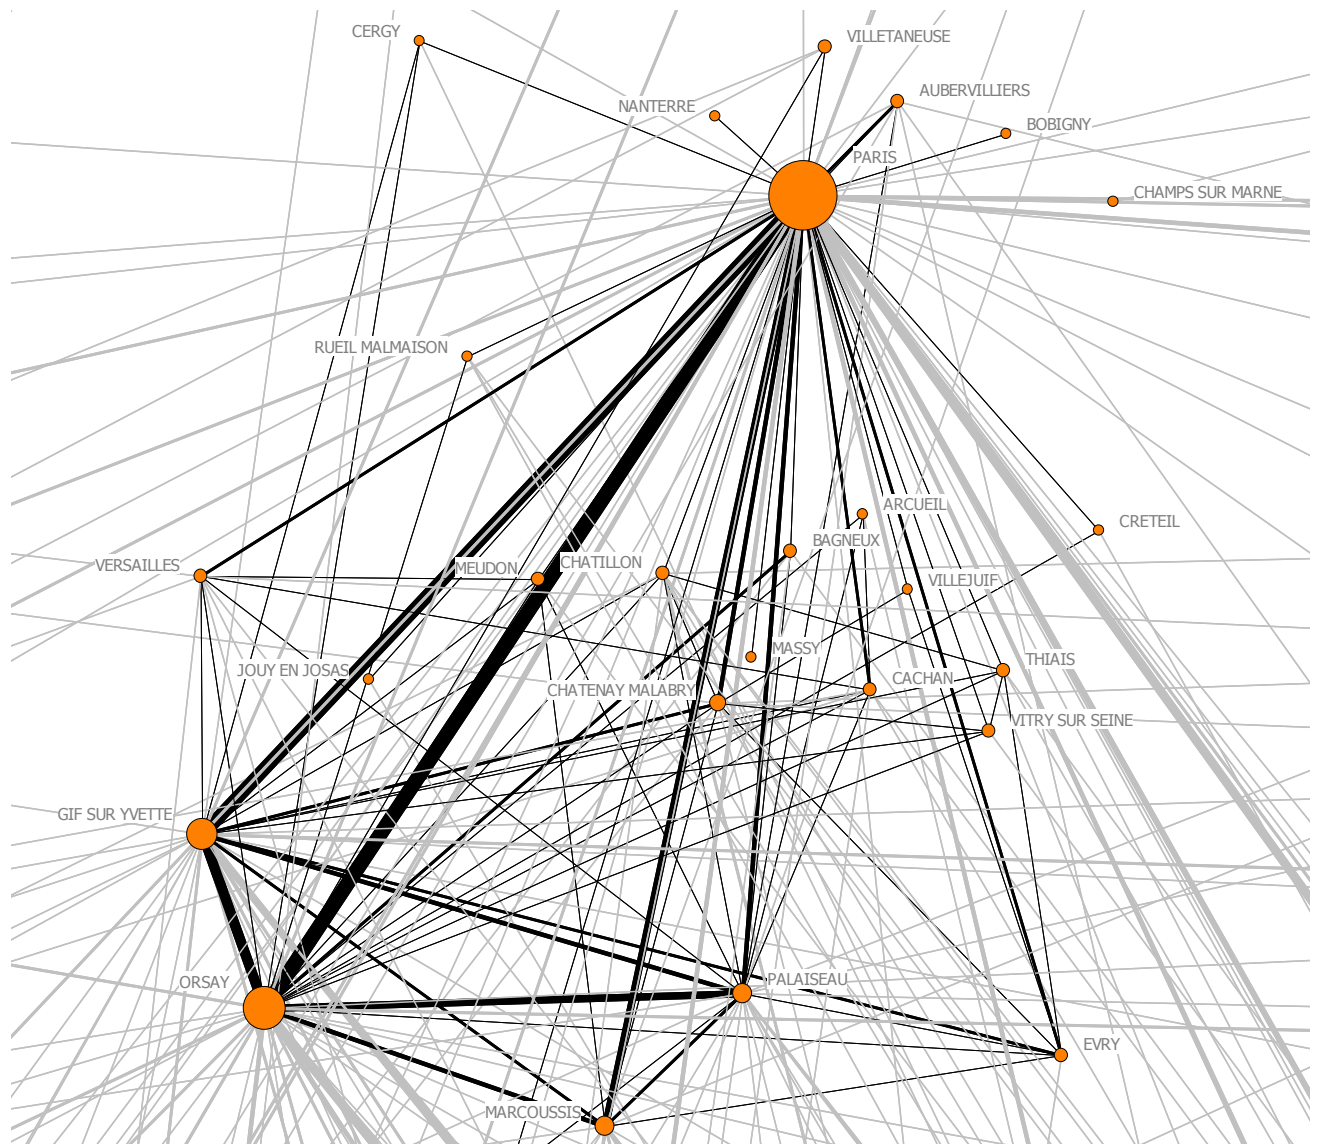 CERGY
VILLETANEUSE
AUBERVILLIERS
NANTERRE
BOBIGNY
PARIS
CHAMPS SUR MARNE
RUEIL MALMAISON
ARCUEIL
CRETEIL
BAGNEUX
VERSAILLES
MEUDON
CHATILLON
VILLEJUIF
MASSY
THIAIS
JOUY EN JOSAS
CACHAN
CHATENAY MALABRY
VITRY SUR SEINE
GIF SUR YVETTE
ORSAY
PALAISEAU
EVRY
MARCOUSSIS